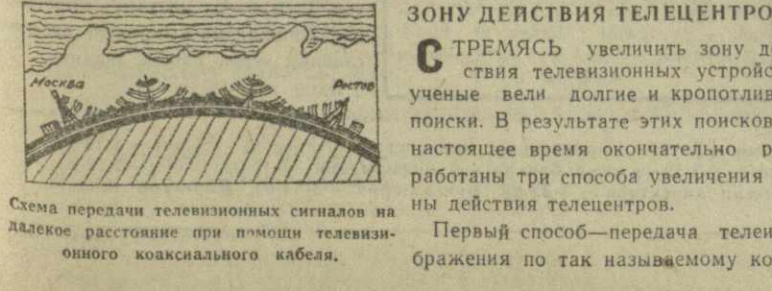 Москва
Ростов
Схема передачи телевизионных сигналов на
далекое расстояние при помощи телевизи-
онного коаксиального кабеля.
ЗОНУ ДЕЙСТВИЯ ТЕЛЕЦЕНТРО
СТРЕМЯСЬ увеличить зону д
ствия телевизионных устройс
ученые вели долгие и кропотлив
поиски. В результате этих поисков
настоящее время окончательно р
работаны три способа увеличения
ны действия телецентров.
Первый способ—передача телеи
бражения по так называемому ко